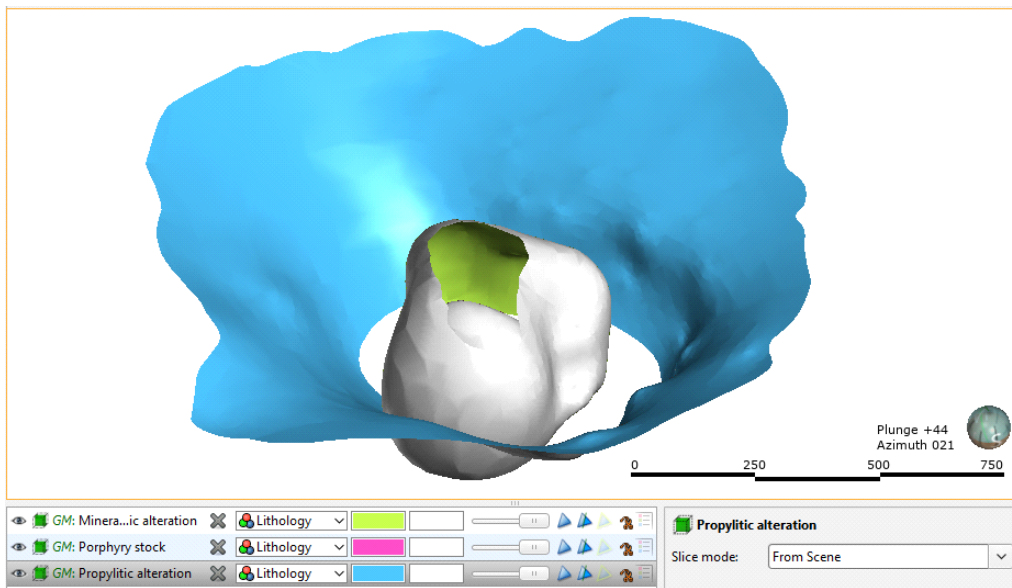 Plunge +44
Azimuth 021
0 250 500 750
GM: Minera...ic alteration Lithology
GM: Porphyry stock Lithology
GM: Propylitic alteration Lithology
Propylitic alteration
Slice mode: From Scene